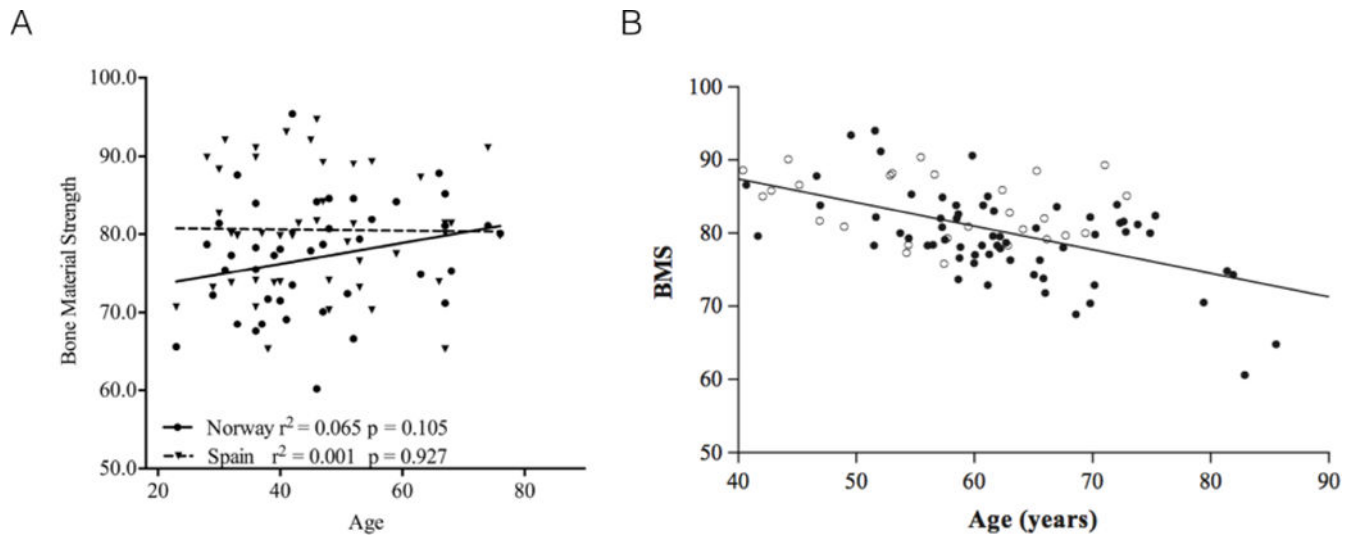 A
B
Bone Material Strength
100.0
90.0
80.0
70.0
60.0
50.0
Norway r² = 0.065 p = 0.105
Spain r² = 0.001 p = 0.927
20 40 60 80
Age
BMS
100
90
80
70
60
50
40 50 60 70 80 90
Age (years)